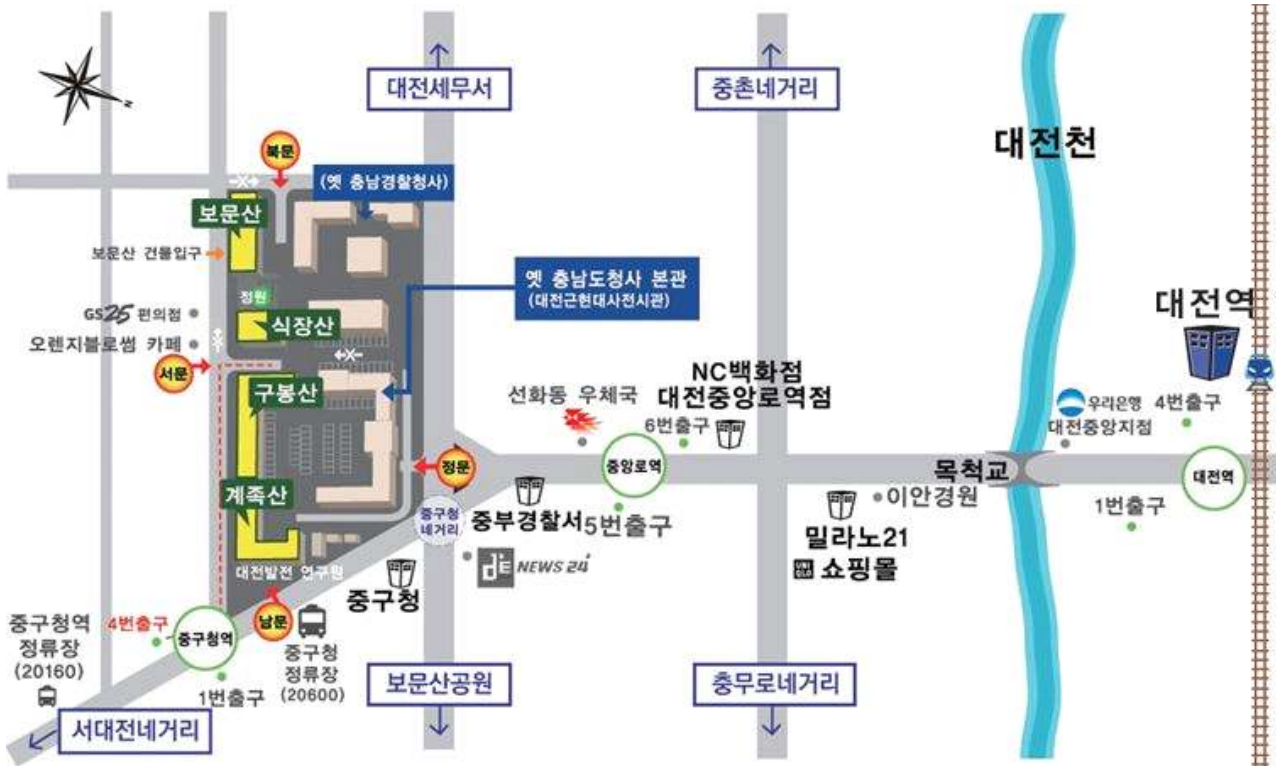 대전세무서
중촌네거리
대전천
N
북문
(옛 충남경찰청사)
보문산
보문산 건물입구
정원
GS25 편의점
식장산
오렌지블로썸 카페
서문
옛 충남도청사 본관
(대전근현대사전시관)
대전역
구봉산
NC백화점
대전중앙로역점
선화동 우체국
6번출구
우리은행
대전중앙지점
4번출구
정문
중앙로역
목척교
대전역
계족산
중구청
네거리
중부경찰서
5번출구
이안경원
1번출구
밀라노21
UNI
QLO
쇼핑몰
dE NEWS 24
대전발전 연구원
중구청
남문
중구청역
정류장
(20160)
4번출구
중구청역
중구청
정류장
(20600)
1번출구
보문산공원
충무로네거리
서대전네거리